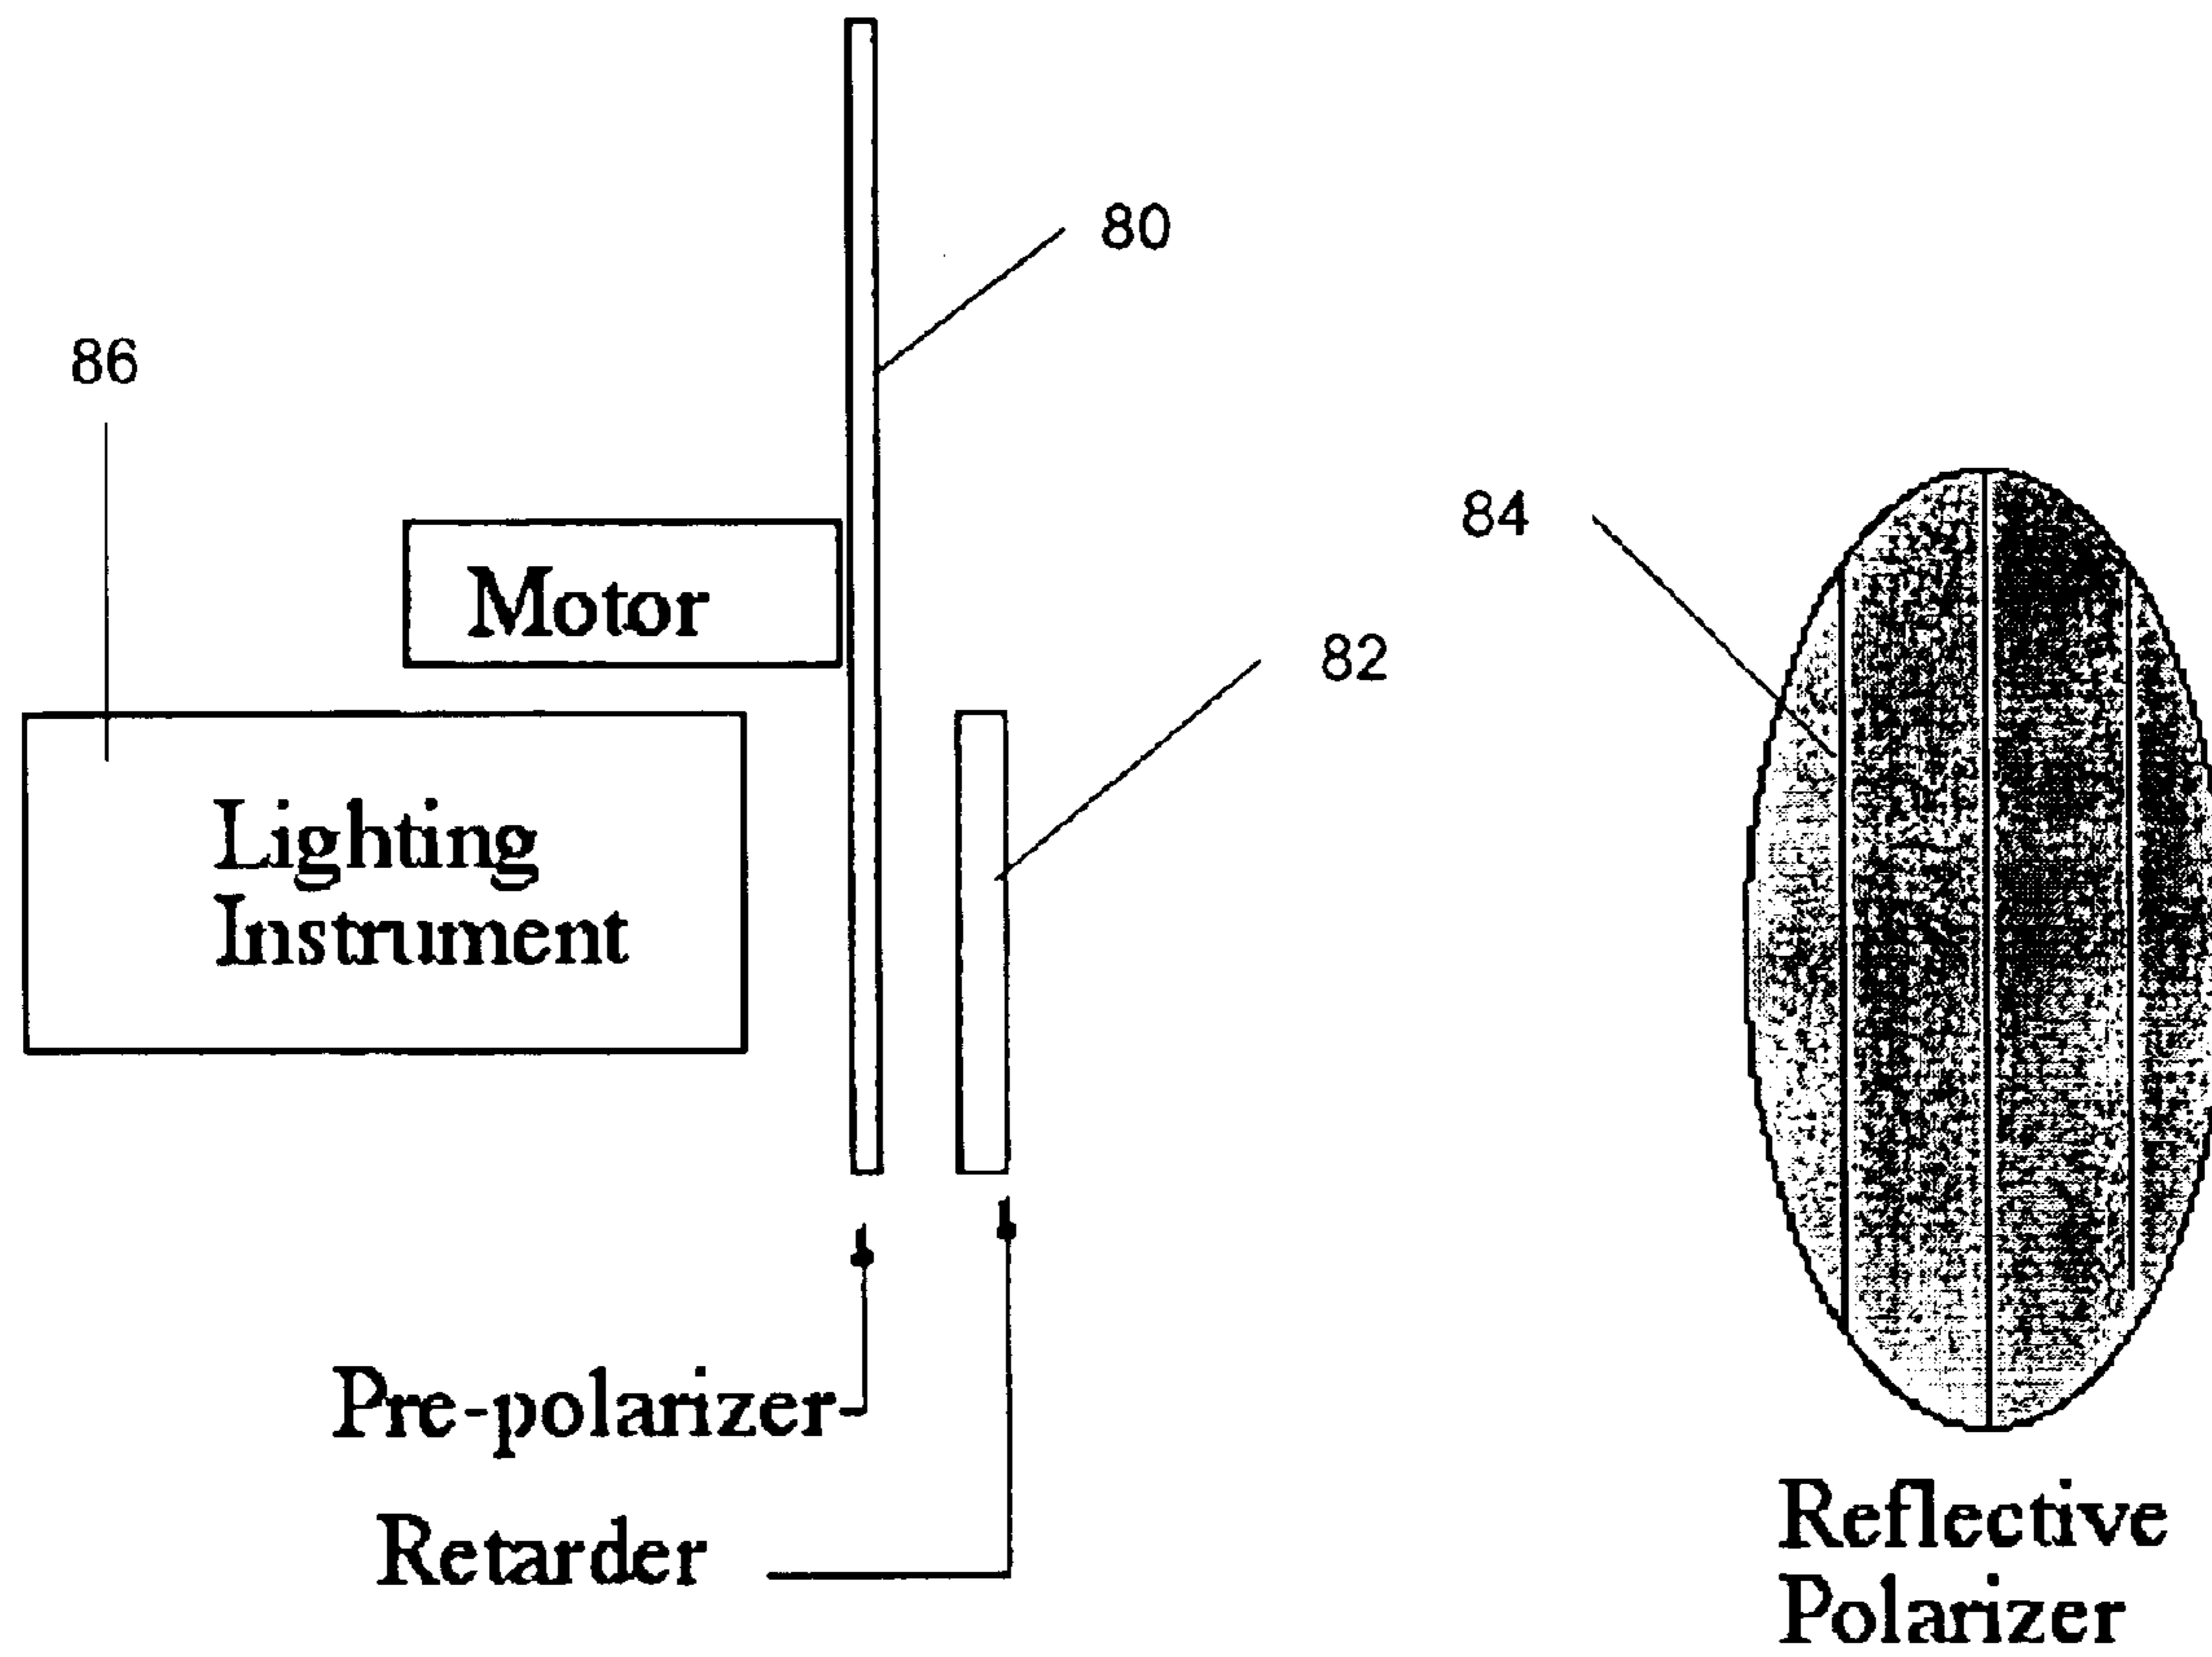 80
86
84
Motor
82
Lighting
Instrument
Pre-polarizer
Retarder
Reflective
Polarizer